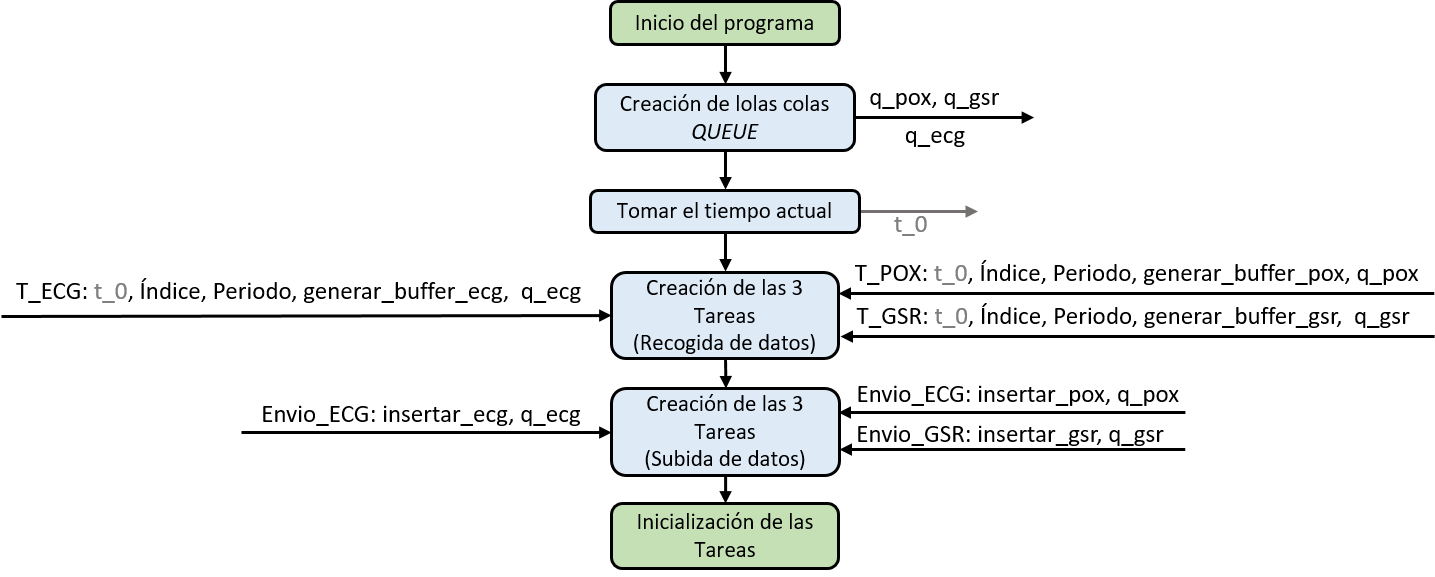 Inicio del programa
Creación de lolas colas
QUEUE
q_pox, q_gsr
q_ecg
Tomar el tiempo actual
t_0
T_ECG: t_0, Índice, Periodo, generar_buffer_ecg, q_ecg
Creación de las 3
Tareas
(Recogida de datos)
T_POX: t_0, Índice, Periodo, generar_buffer_pox, q_pox
T_GSR: t_0, Índice, Periodo, generar_buffer_gsr, q_gsr
Envio_ECG: insertar_ecg, q_ecg
Creación de las 3
Tareas
(Subida de datos)
Envio_ECG: insertar_pox, q_pox
Envio_GSR: insertar_gsr, q_gsr
Inicialización de las
Tareas